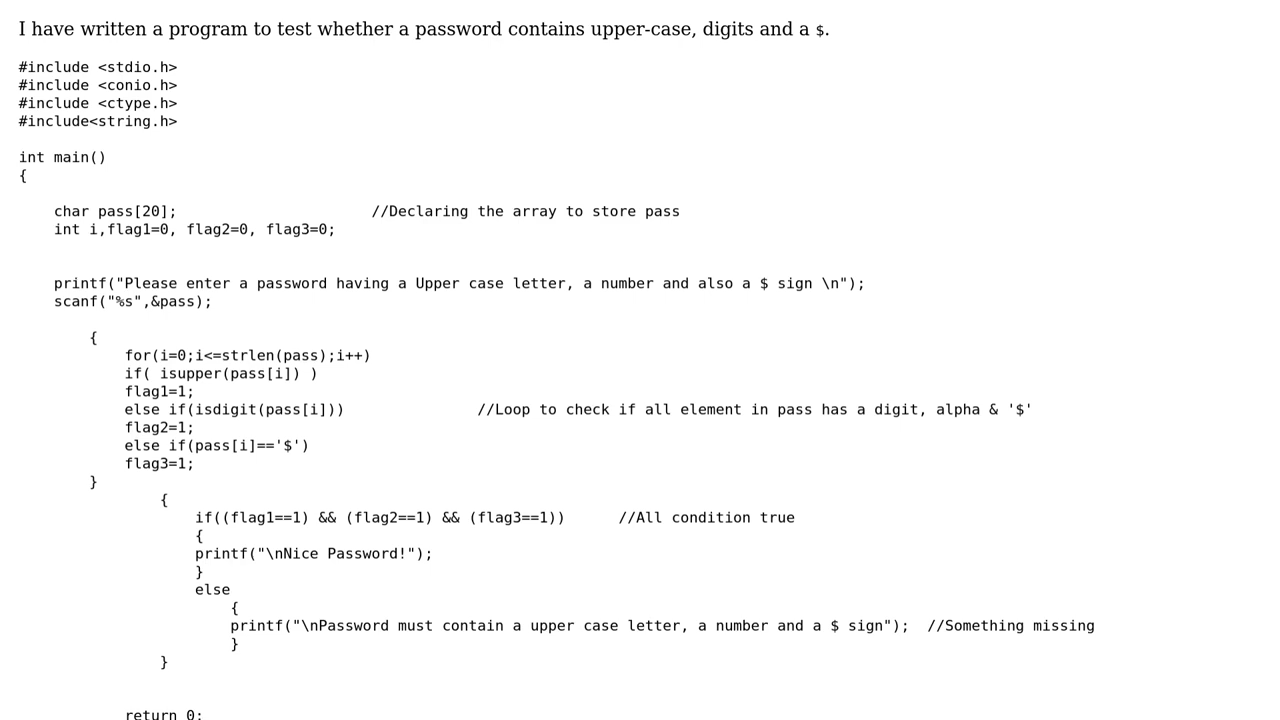 I have written a program to test whether a password contains upper-case, digits and a $.
#include <stdio.h>
#include <conio.h>
#include <ctype.h>
#include<string.h>
int main()
{
char pass[20]; //Declaring the array to store pass
int i,flag1=0, flag2=0, flag3=0;
printf("Please enter a password having a Upper case letter, a number and also a $ sign \n");
scanf("%s",&pass);
{
for(i=0;i<=strlen(pass);i++)
if( isupper(pass[i]) )
flag1=1;
else if(isdigit(pass[i])) //Loop to check if all element in pass has a digit, alpha & '$'
flag2=1;
else if(pass[i]=='$')
flag3=1;
}
{
if((flag1==1) && (flag2==1) && (flag3==1)) //All condition true
{
printf("\nNice Password!");
}
else
{
printf("\nPassword must contain a upper case letter, a number and a $ sign"); //Something missing
}
}
return 0;